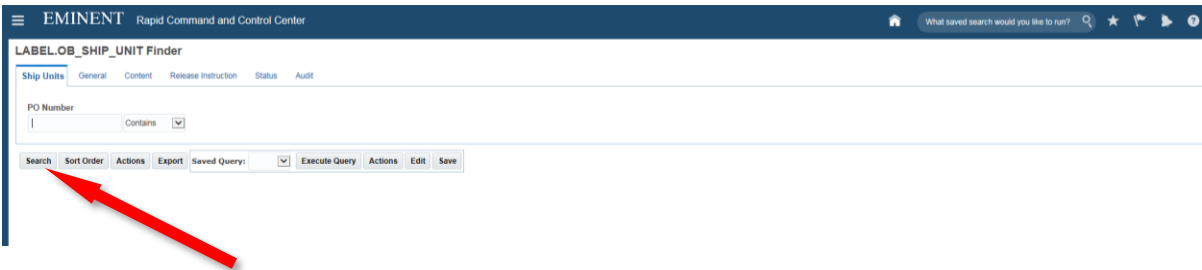 EMINENT Rapid Command and Control Center What saved search would you like to run?
LABEL.OB_SHIP_UNIT Finder
Ship Units General Content Release Instruction Status Audit
PO Number
Contains
Search Sort Order Actions Export Saved Query: Execute Query Actions Edit Save